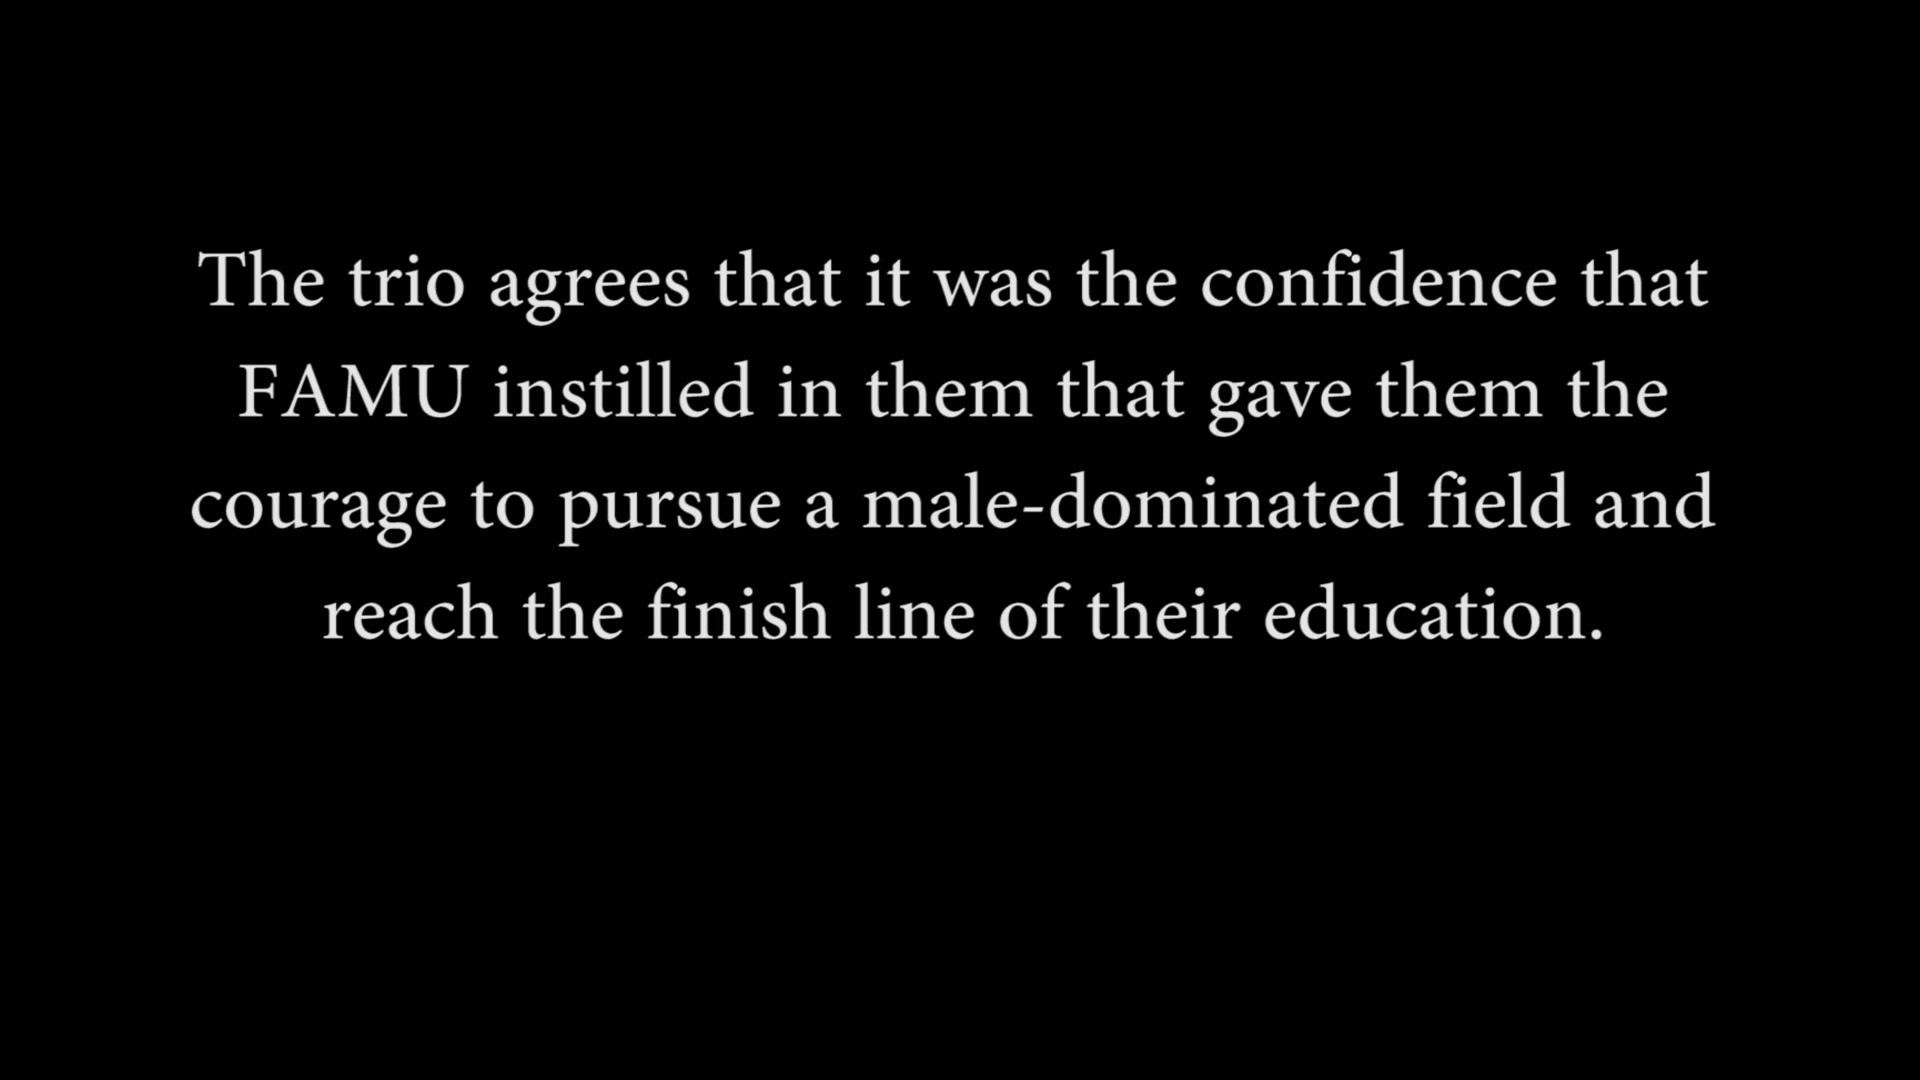 The trio agrees that it was the confidence that
FAMU instilled in them that gave them the
courage to pursue a male-dominated field and
reach the finish line of their education.